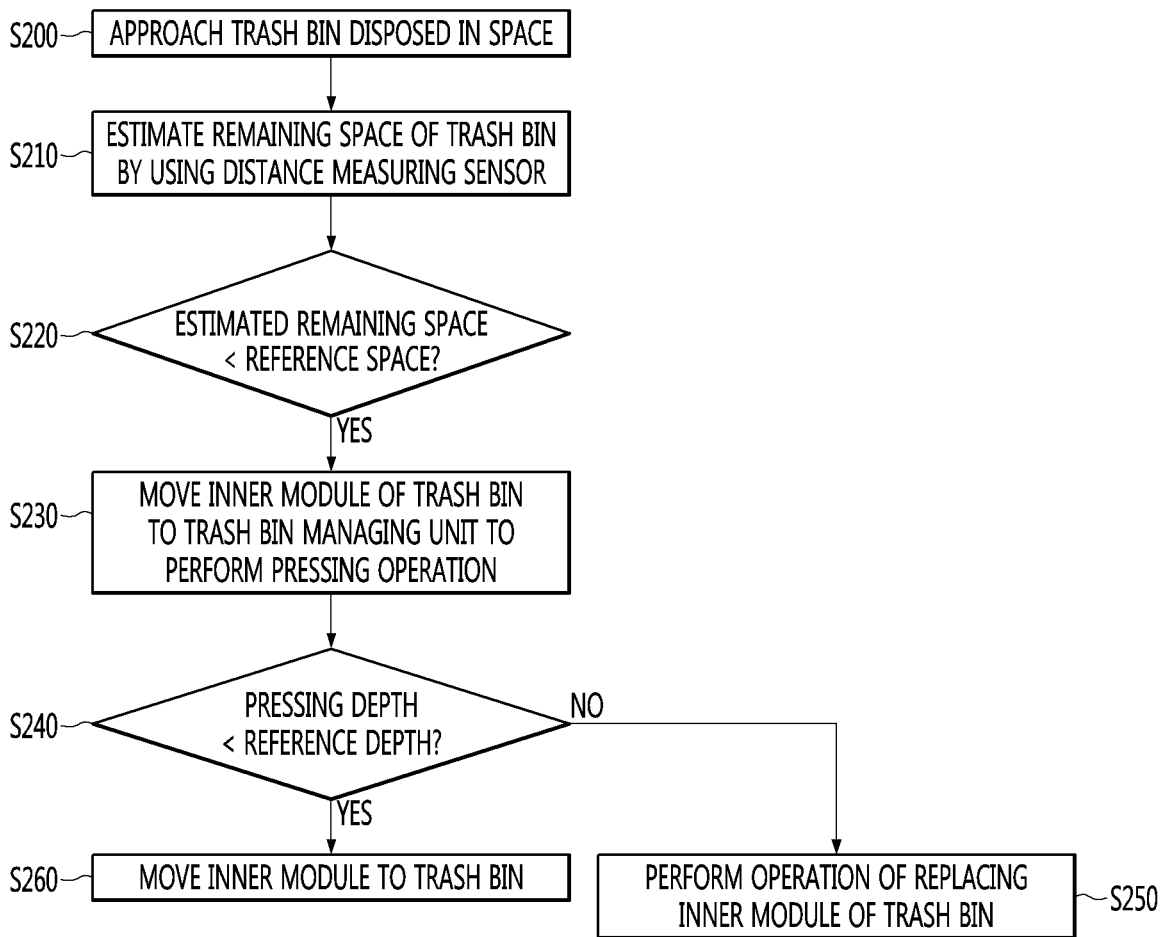 S200
APPROACH TRASH BIN DISPOSED IN SPACE
S210
ESTIMATE REMAINING SPACE OF TRASH BIN
BY USING DISTANCE MEASURING SENSOR
S220
ESTIMATED REMAINING SPACE
< REFERENCE SPACE?
YES
S230
MOVE INNER MODULE OF TRASH BIN
TO TRASH BIN MANAGING UNIT TO
PERFORM PRESSING OPERATION
S240
PRESSING DEPTH
< REFERENCE DEPTH?
NO
YES
S260
MOVE INNER MODULE TO TRASH BIN
PERFORM OPERATION OF REPLACING
INNER MODULE OF TRASH BIN
S250